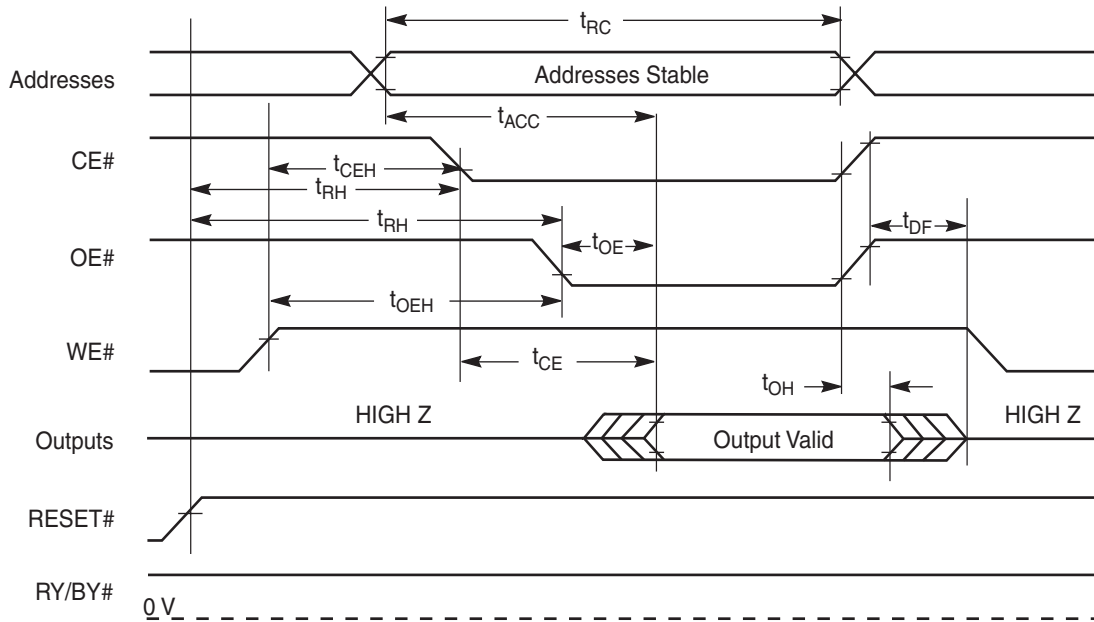 tRC
Addresses
Addresses Stable
tACC
CE#
tCEH
tRH
tRH
tDF
OE#
tOE
tOEH
WE#
tCE
tOH
HIGH Z
HIGH Z
Outputs
Output Valid
RESET#
RY/BY#
0 V